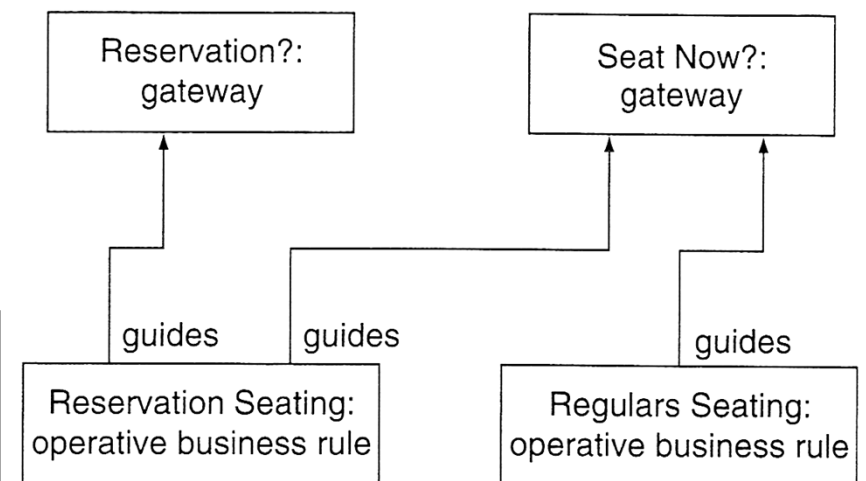 Reservation?:
gateway
Seat Now?:
gateway
guides
guides
guides
Reservation Seating:
operative business rule
Regulars Seating:
operative business rule